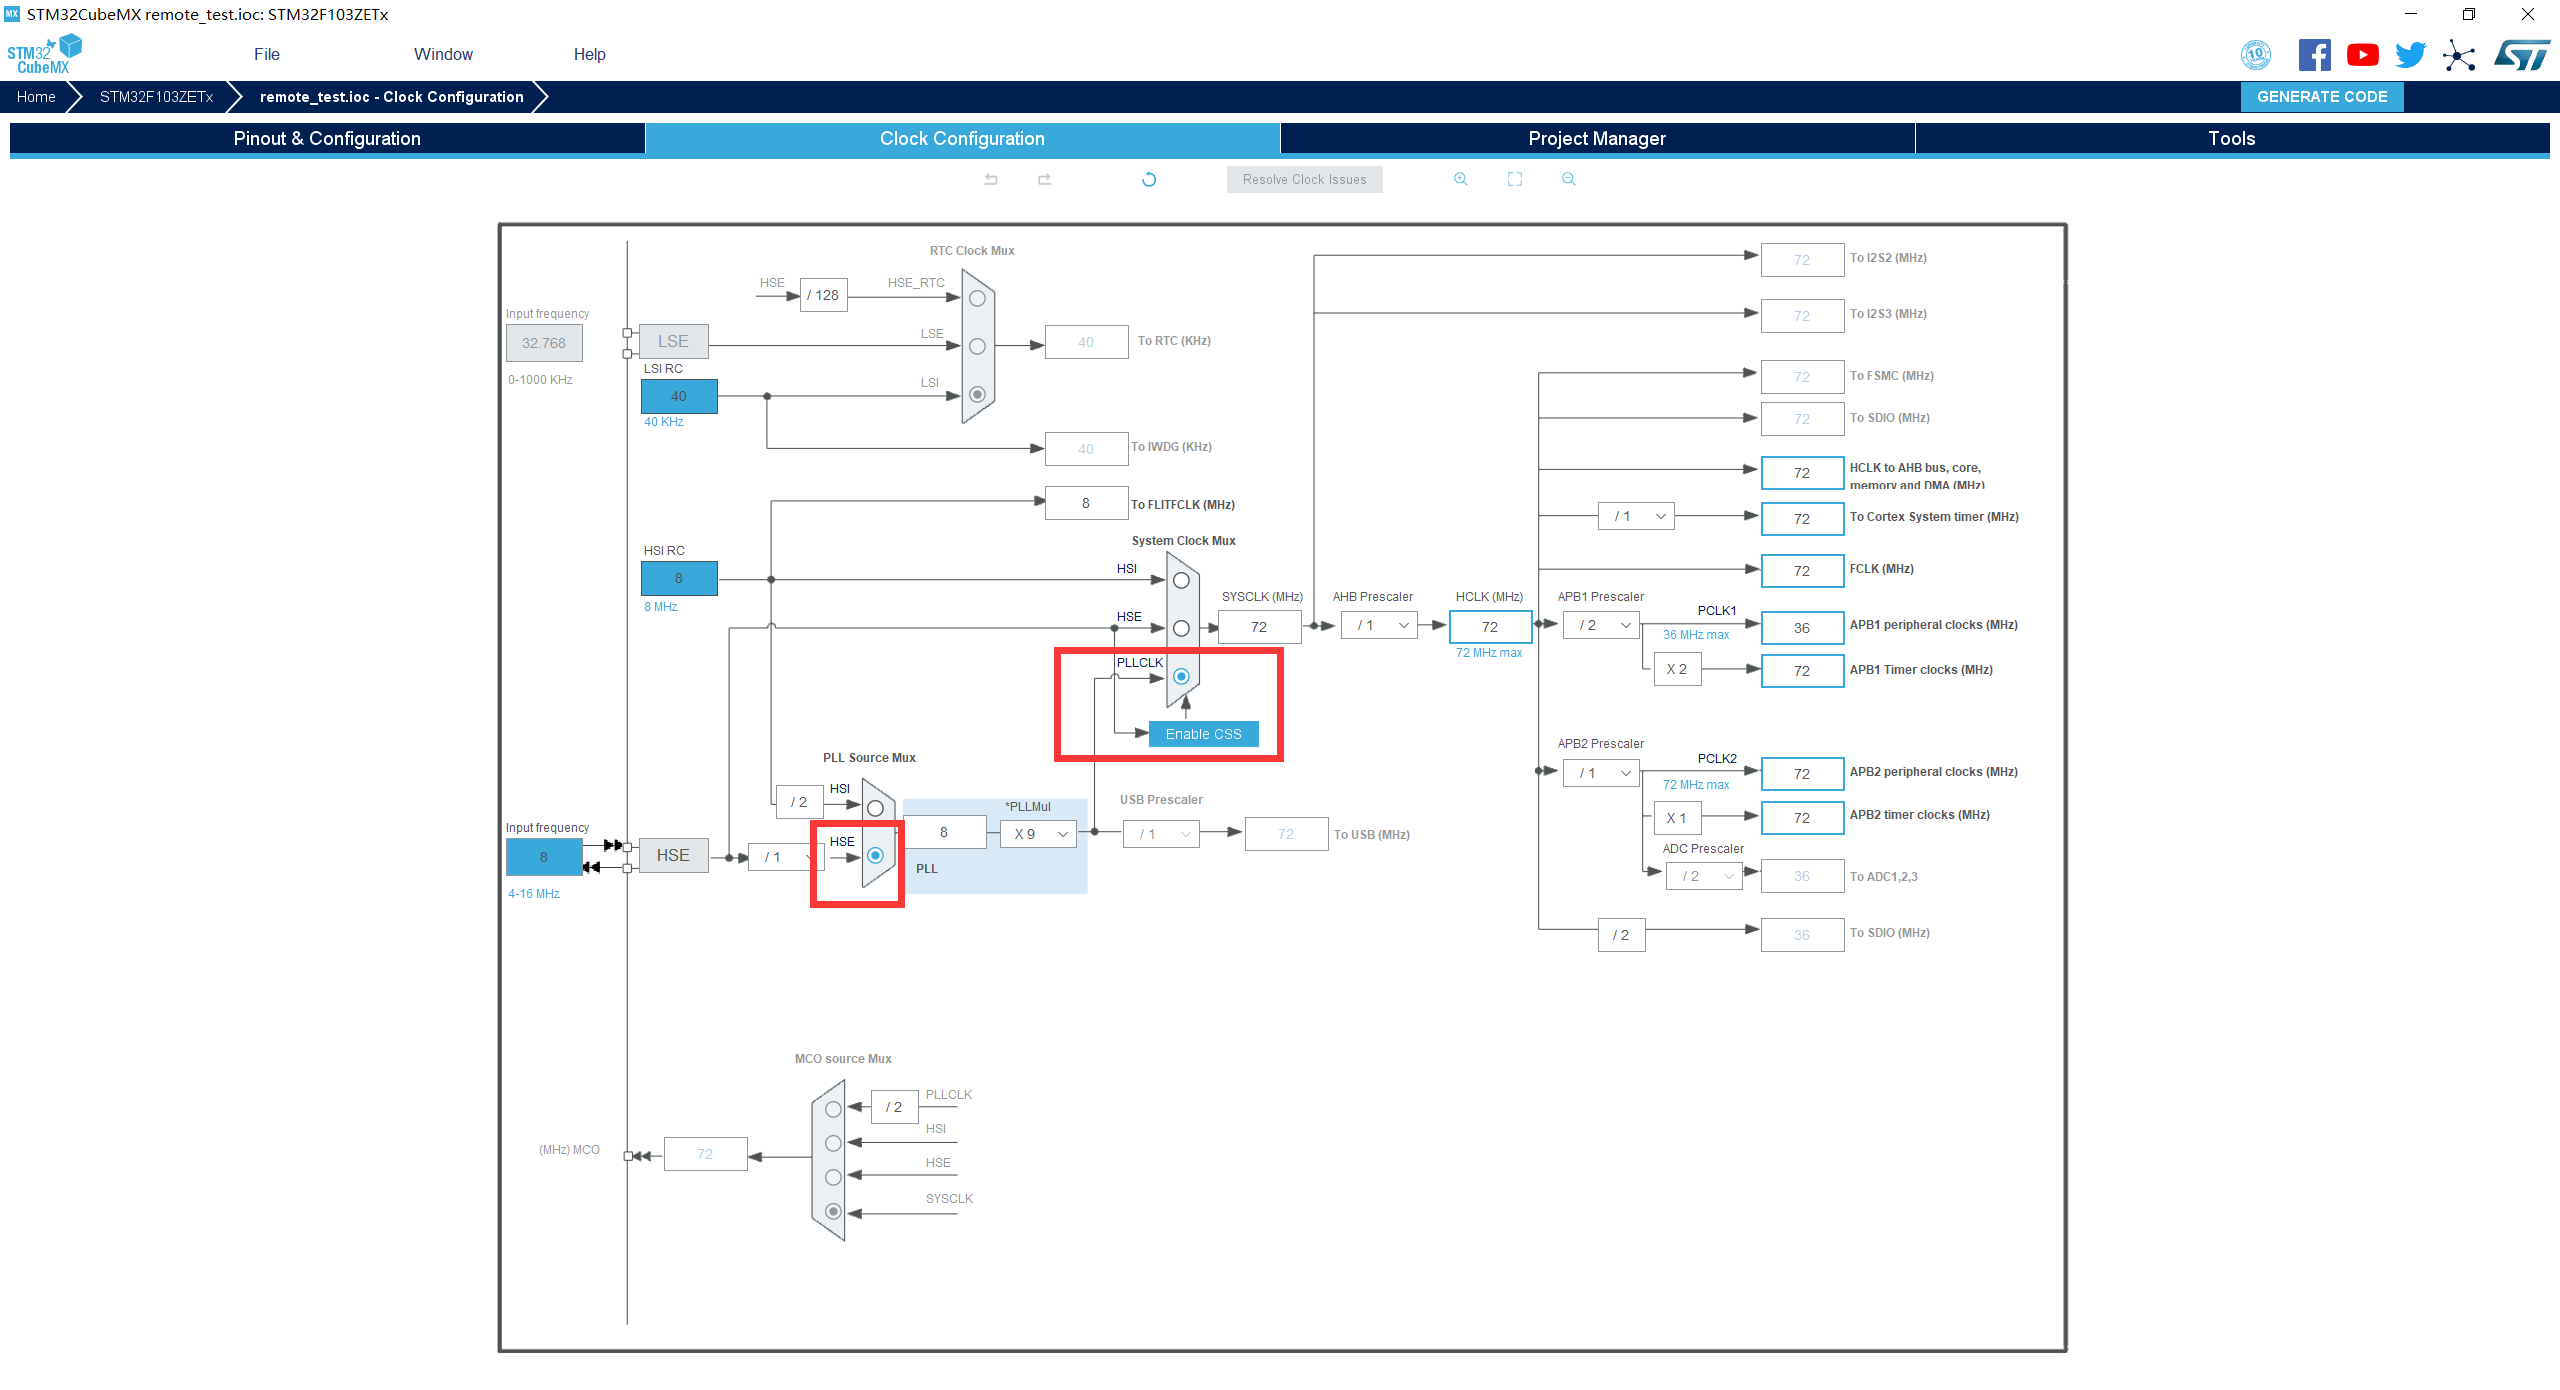 MX STM32CubeMX remote_test.ioc: STM32F103ZETx
STM32
CubeMX
File
Window
Help
10
ST
Home
STM32F103ZETx
remote_test.ioc - Clock Configuration
GENERATE CODE
Pinout & Configuration
Clock Configuration
Project Manager
Tools
Resolve Clock Issues
RTC Clock Mux
HSE
/ 128
HSE_RTC
72
To I2S2 (MHz)
Input frequency
32.768
0-1000 KHz
LSE
LSE
40
To RTC (KHz)
72
To I2S3 (MHz)
LSI RC
40
40 KHz
LSI
72
To FSMC (MHz)
72
To SDIO (MHz)
40
To IWDG (KHz)
72
HCLK to AHB bus, core,
memory and DMA (MHz)
8
To FLITFCLK (MHz)
/ 1
72
To Cortex System timer (MHz)
System Clock Mux
HSI RC
8
8 MHz
HSI
72
FCLK (MHz)
HSE
SYSCLK (MHz)
72
AHB Prescaler
/ 1
HCLK (MHz)
72
72 MHz max
APB1 Prescaler
/ 2
PCLK1
36 MHz max
36
APB1 peripheral clocks (MHz)
PLLCLK
X 2
72
APB1 Timer clocks (MHz)
Enable CSS
PLL Source Mux
APB2 Prescaler
/ 1
PCLK2
72 MHz max
72
APB2 peripheral clocks (MHz)
/ 2
HSI
*PLLMul
USB Prescaler
X 1
72
APB2 timer clocks (MHz)
Input frequency
8
4-16 MHz
HSE
/ 1
HSE
8
X 9
PLL
/ 1
72
To USB (MHz)
ADC Prescaler
/ 2
36
To ADC1,2,3
/ 2
36
To SDIO (MHz)
MCO source Mux
/ 2
PLLCLK
HSI
(MHz) MCO
72
HSE
SYSCLK